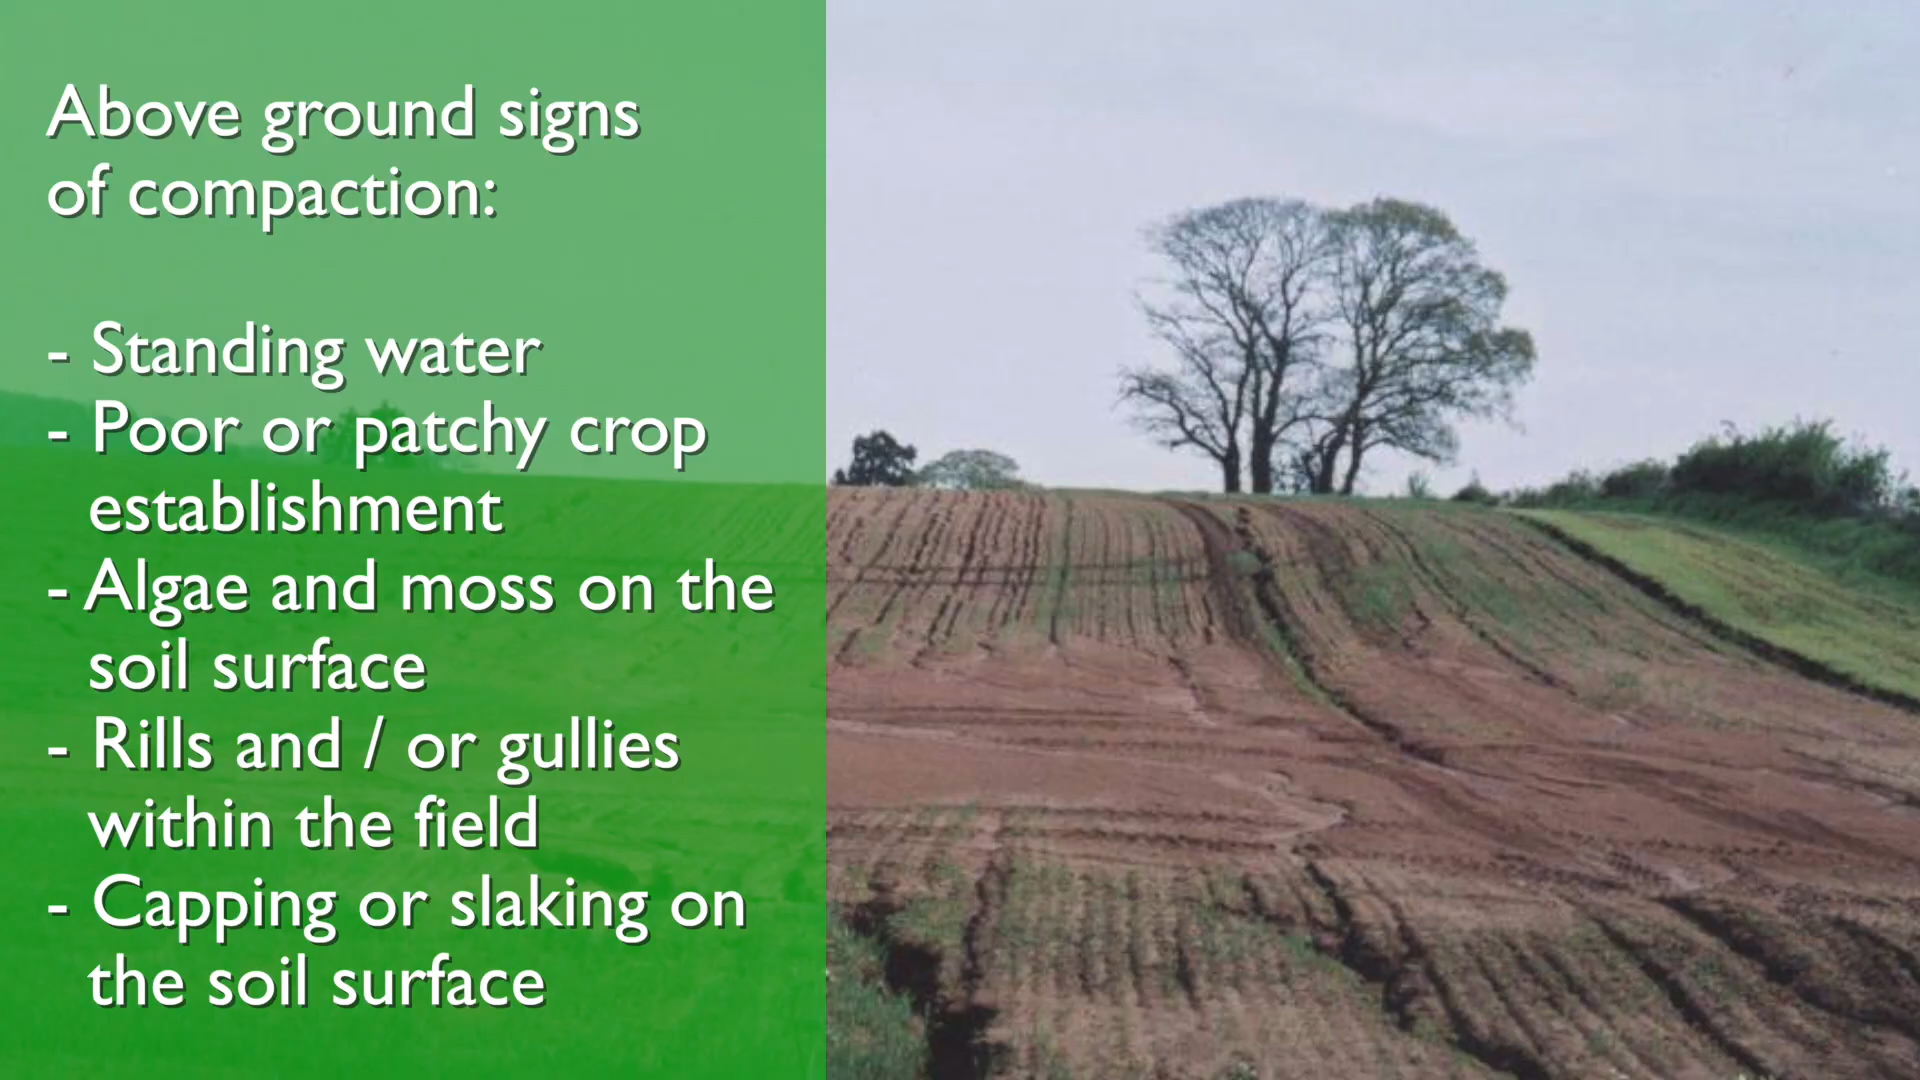 Above ground signs
of compaction:
- Standing water
- Poor or patchy crop
establishment
- Algae and moss on the
soil surface
- Rills and / or gullies
within the field
- Capping or slaking on
the soil surface